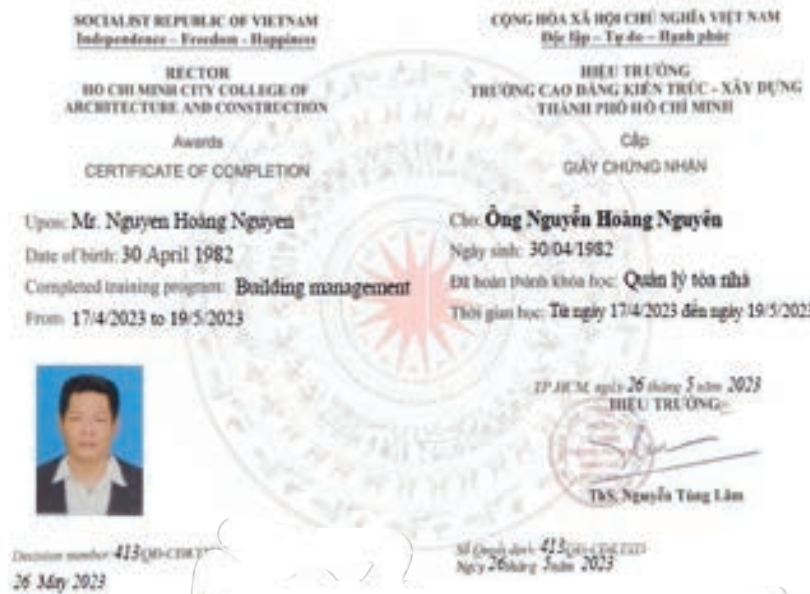 SOCIALIST REPUBLIC OF VIETNAM
Independence – Freedom - Happiness
RECTOR
HO CHI MINH CITY COLLEGE OF
ARCHITECTURE AND CONSTRUCTION
Awards
CERTIFICATE OF COMPLETION
Upon: Mr. Nguyen Hoang Nguyen
Date of birth: 30 April 1982
Completed training program: Building management
From: 17/4/2023 to 19/5/2023
Decision number 413
26 May 2023
CỘNG HÒA XÃ HỘI CHỦ NGHĨA VIỆT NAM
Độc lập – Tự do – Hạnh phúc
HIỆU TRƯỞNG
TRƯỜNG CAO ĐẲNG KIẾN TRÚC - XÂY DỰNG
THÀNH PHỐ HỒ CHÍ MINH
Cấp
GIẤY CHỨNG NHẬN
Cho: Ông Nguyễn Hoàng Nguyên
Ngày sinh: 30/04/1982
Đã hoàn thành khóa học: Quản lý tòa nhà
Thời gian học: Từ ngày 17/4/2023 đến ngày 19/5/2023
TP.HCM, ngày 26 tháng 5 năm 2023
HIỆU TRƯỞNG
ThS. Nguyễn Tùng Lâm
Số Quyết định: 413
Ngày 26 tháng 5 năm 2023